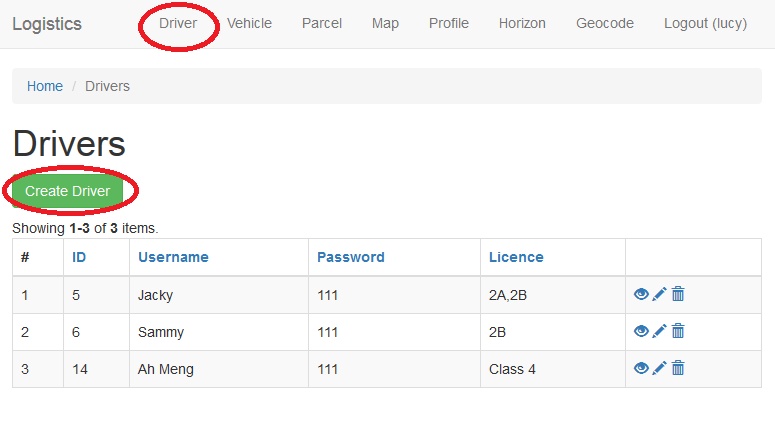 Logistics Driver Vehicle Parcel Map Profile Horizon Geocode Logout (lucy)
Home / Drivers
Drivers
Create Driver
Showing 1-3 of 3 items.
# ID Username Password Licence
1 5 Jacky 111 2A,2B
2 6 Sammy 111 2B
3 14 Ah Meng 111 Class 4